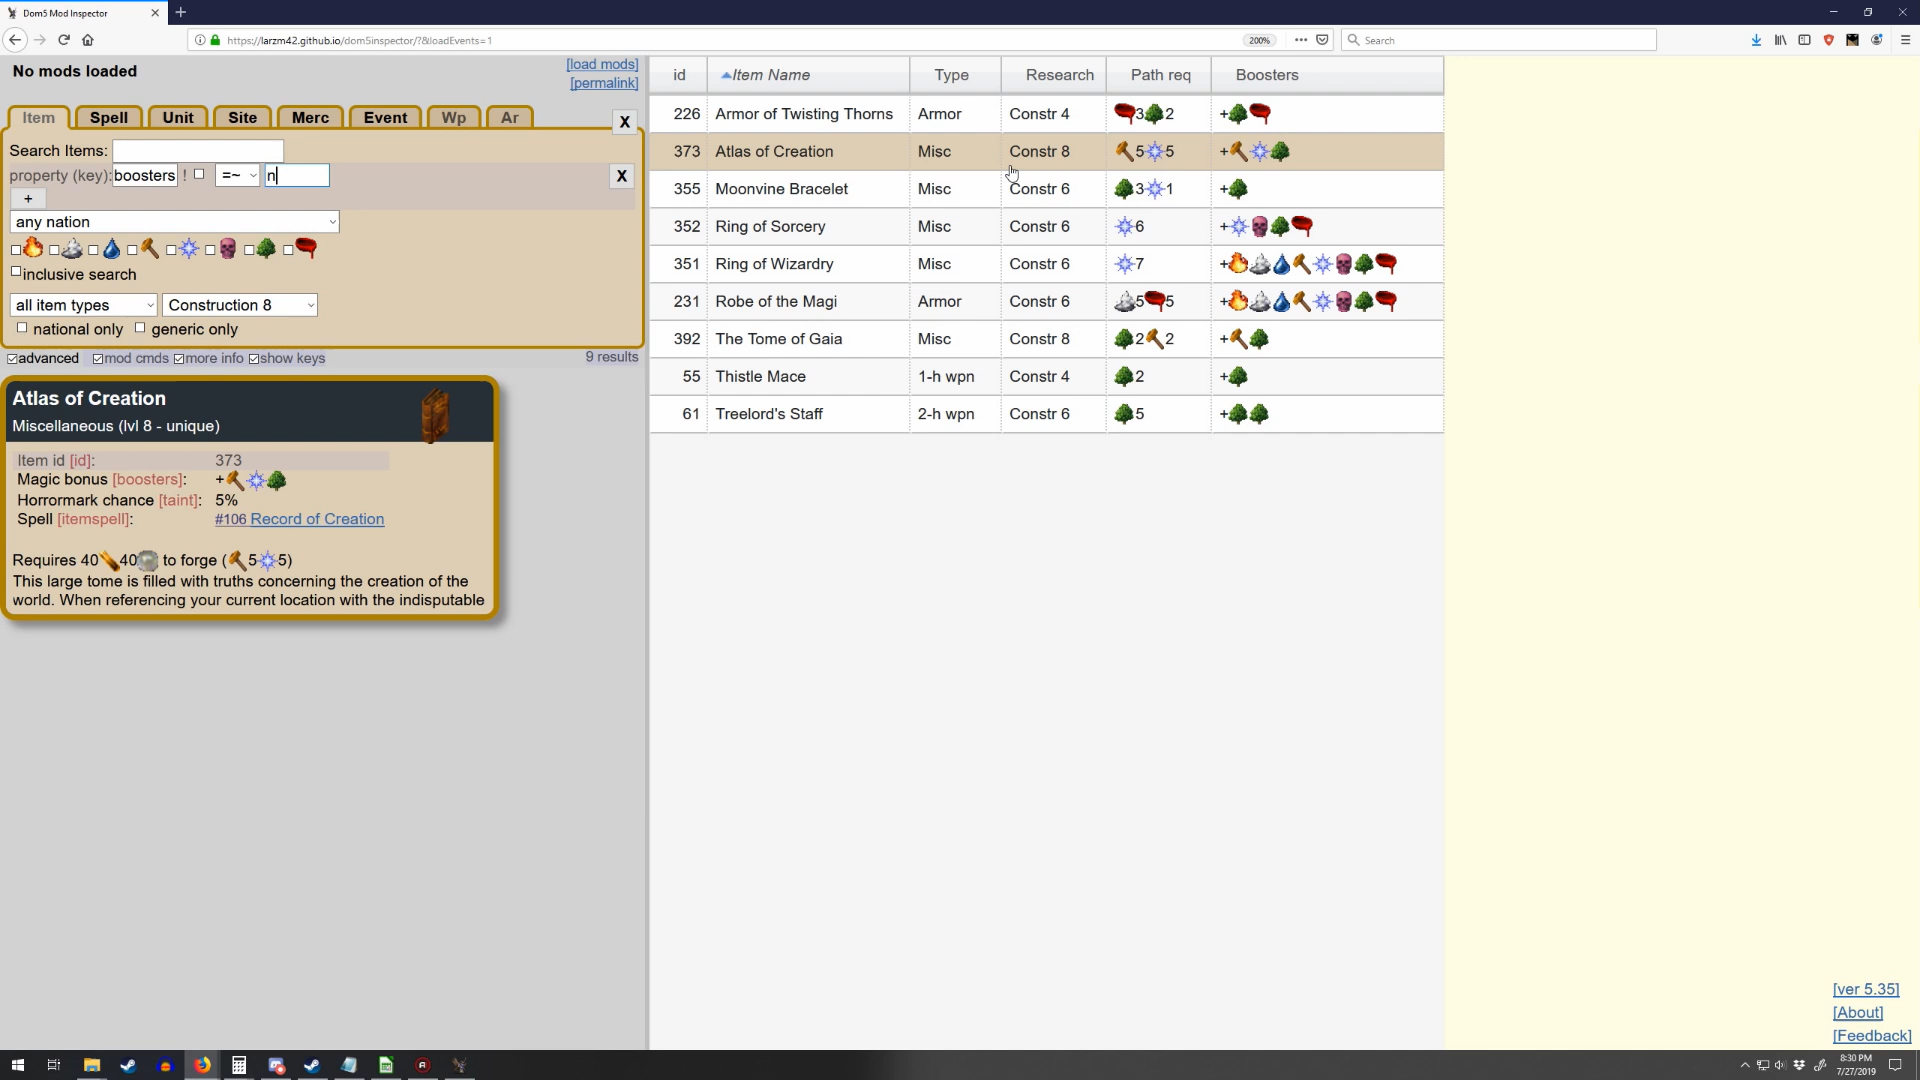 Dom5 Mod Inspector
https://larzm42.github.io/dom5inspector/?&loadEvents=1
200%
Search
No mods loaded
[load mods]
[permalink]
Item Spell Unit Site Merc Event Wp Ar
X
Search Items:
property (key): boosters ! =~ n X
+
any nation
inclusive search
all item types Construction 8
national only generic only
advanced mod cmds more info show keys 9 results
Atlas of Creation
Miscellaneous (lvl 8 - unique)
Item id [id]: 373
Magic bonus [boosters]: +
Horrormark chance [taint]: 5%
Spell [itemspell]: #106 Record of Creation
Requires 40 40 to forge ( 5 5)
This large tome is filled with truths concerning the creation of the
world. When referencing your current location with the indisputable
id Item Name Type Research Path req Boosters
226 Armor of Twisting Thorns Armor Constr 4 3 2 +
373 Atlas of Creation Misc Constr 8 5 5 +
355 Moonvine Bracelet Misc Constr 6 3 1 +
352 Ring of Sorcery Misc Constr 6 6 +
351 Ring of Wizardry Misc Constr 6 7 +
231 Robe of the Magi Armor Constr 6 5 5 +
392 The Tome of Gaia Misc Constr 8 2 2 +
55 Thistle Mace 1-h wpn Constr 4 2 +
61 Treelord's Staff 2-h wpn Constr 6 5 +
[ver 5.35]
[About]
[Feedback]
8:30 PM
7/27/2019